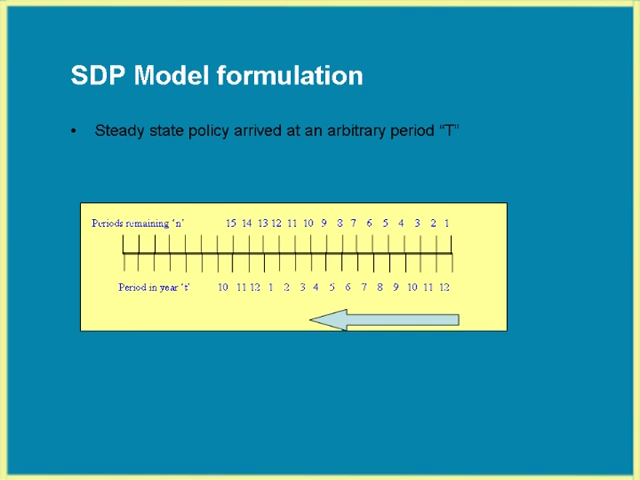 SDP Model formulation
• Steady state policy arrived at an arbitrary period “T”
Periods remaining ‘n’ 15 14 13 12 11 10 9 8 7 6 5 4 3 2 1
Period in year ‘t’ 10 11 12 1 2 3 4 5 6 7 8 9 10 11 12